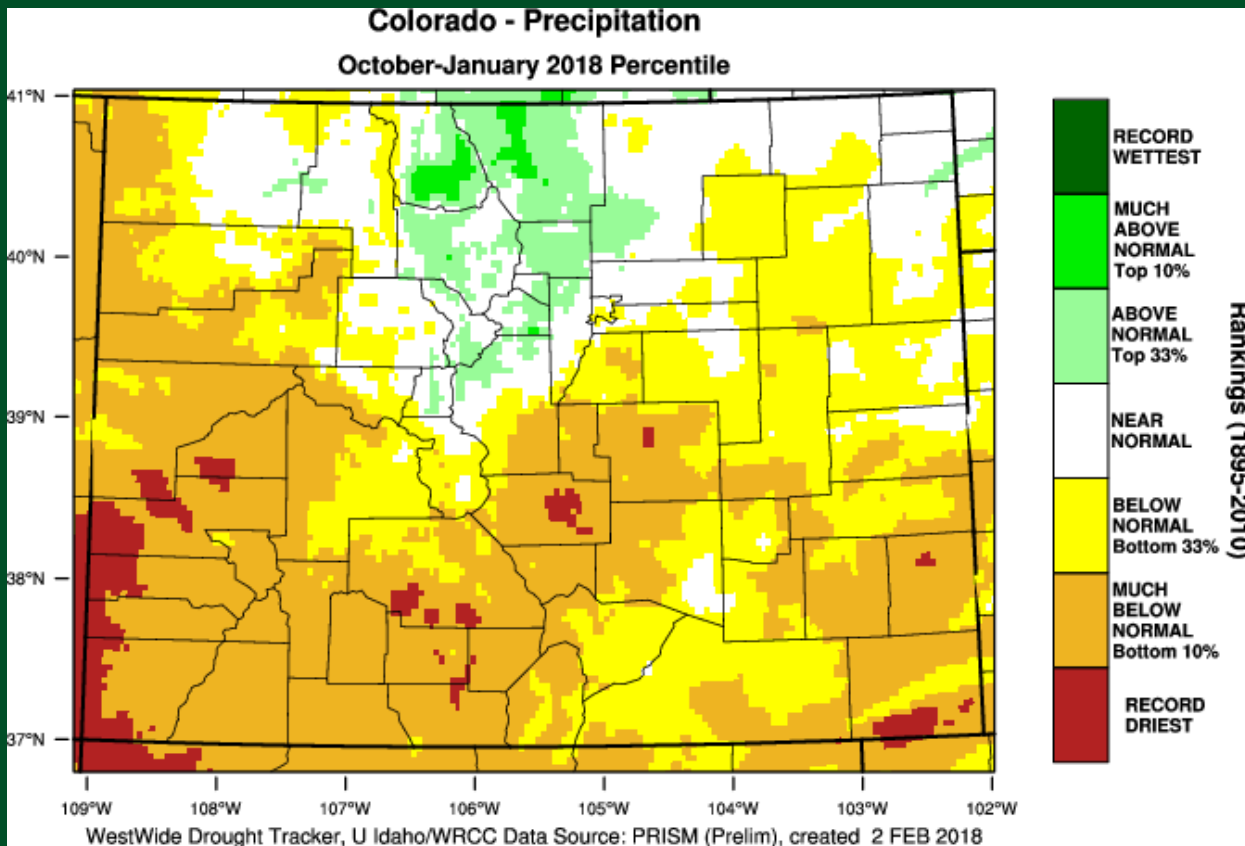 Colorado - Precipitation
October-January 2018 Percentile
41°N
40°N
39°N
38°N
37°N
109°W 108°W 107°W 106°W 105°W 104°W 103°W 102°W
WestWide Drought Tracker, U Idaho/WRCC Data Source: PRISM (Prelim), created 2 FEB 2018
RECORD
WETTEST
MUCH
ABOVE
NORMAL
Top 10%
ABOVE
NORMAL
Top 33%
NEAR
NORMAL
BELOW
NORMAL
Bottom 33%
MUCH
BELOW
NORMAL
Bottom 10%
RECORD
DRIEST
Rankings (1895-2010)